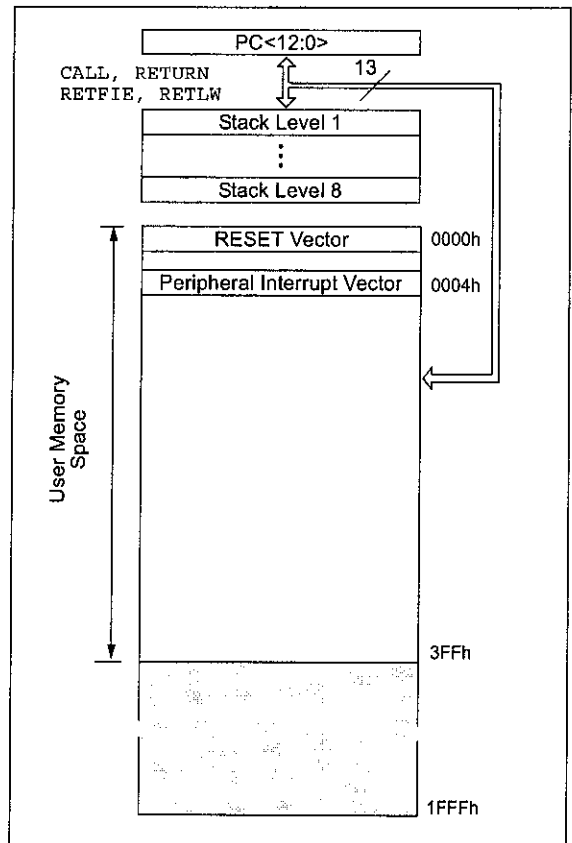 PC<12:0>
CALL, RETURN
RETFIE, RETLW
13
Stack Level 1
Stack Level 8
RESET Vector
0000h
Peripheral Interrupt Vector
0004h
User Memory
Space
3FFh
1FFFh